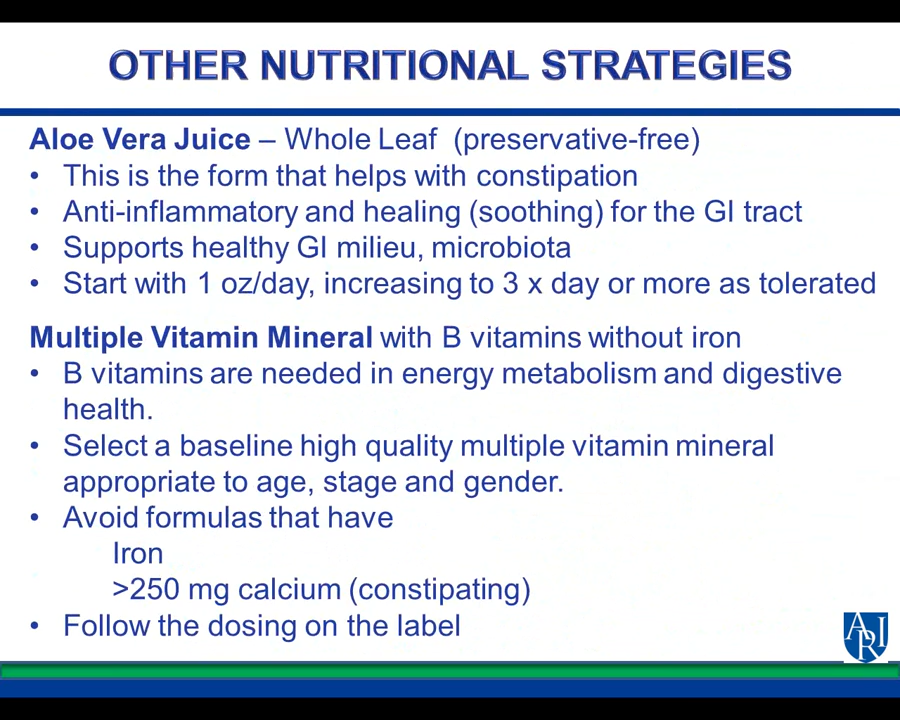 OTHER NUTRITIONAL STRATEGIES
Aloe Vera Juice – Whole Leaf (preservative-free)
• This is the form that helps with constipation
• Anti-inflammatory and healing (soothing) for the GI tract
• Supports healthy GI milieu, microbiota
• Start with 1 oz/day, increasing to 3 x day or more as tolerated
Multiple Vitamin Mineral with B vitamins without iron
• B vitamins are needed in energy metabolism and digestive
health.
• Select a baseline high quality multiple vitamin mineral
appropriate to age, stage and gender.
• Avoid formulas that have
Iron
>250 mg calcium (constipating)
• Follow the dosing on the label
ARI